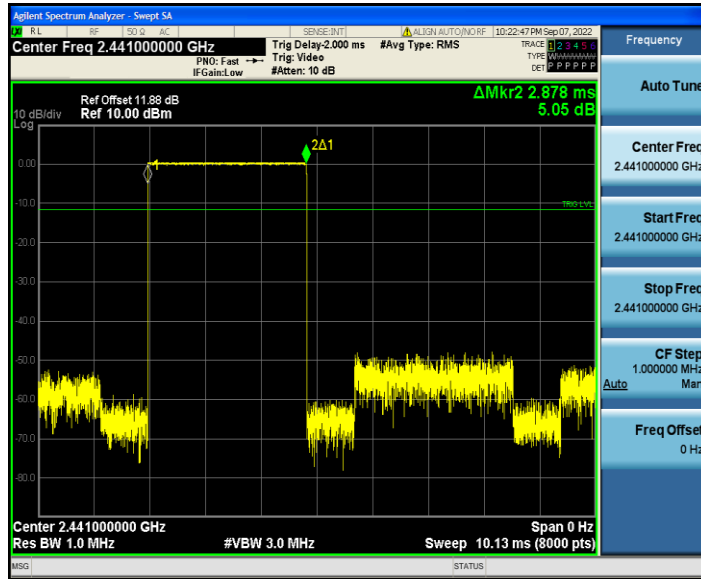 Agilent Spectrum Analyzer - Swept SA
RL RF 50 Ω AC SENSE:INT ALIGN AUTO/NO RF 10:22:47 PM Sep 07, 2022
Center Freq 2.441000000 GHz
PNO: Fast
IFGain:Low
Trig Delay-2.000 ms
Trig: Video
#Atten: 10 dB
#Avg Type: RMS
TRACE 1 2 3 4 5 6
TYPE
DET P P P P P P
Frequency
Ref Offset 11.88 dB
10 dB/div Ref 10.00 dBm
Log
ΔMkr2 2.878 ms
5.05 dB
2Δ1
0.00
-10.0
TRIG LVL
-20.0
-30.0
-40.0
-50.0
-60.0
-70.0
-80.0
Center 2.441000000 GHz
Res BW 1.0 MHz
#VBW 3.0 MHz
Span 0 Hz
Sweep 10.13 ms (8000 pts)
MSG
STATUS
Auto Tune
Center Freq
2.441000000 GHz
Start Freq
2.441000000 GHz
Stop Freq
2.441000000 GHz
CF Step
1.000000 MHz
Auto Man
Freq Offset
0 Hz